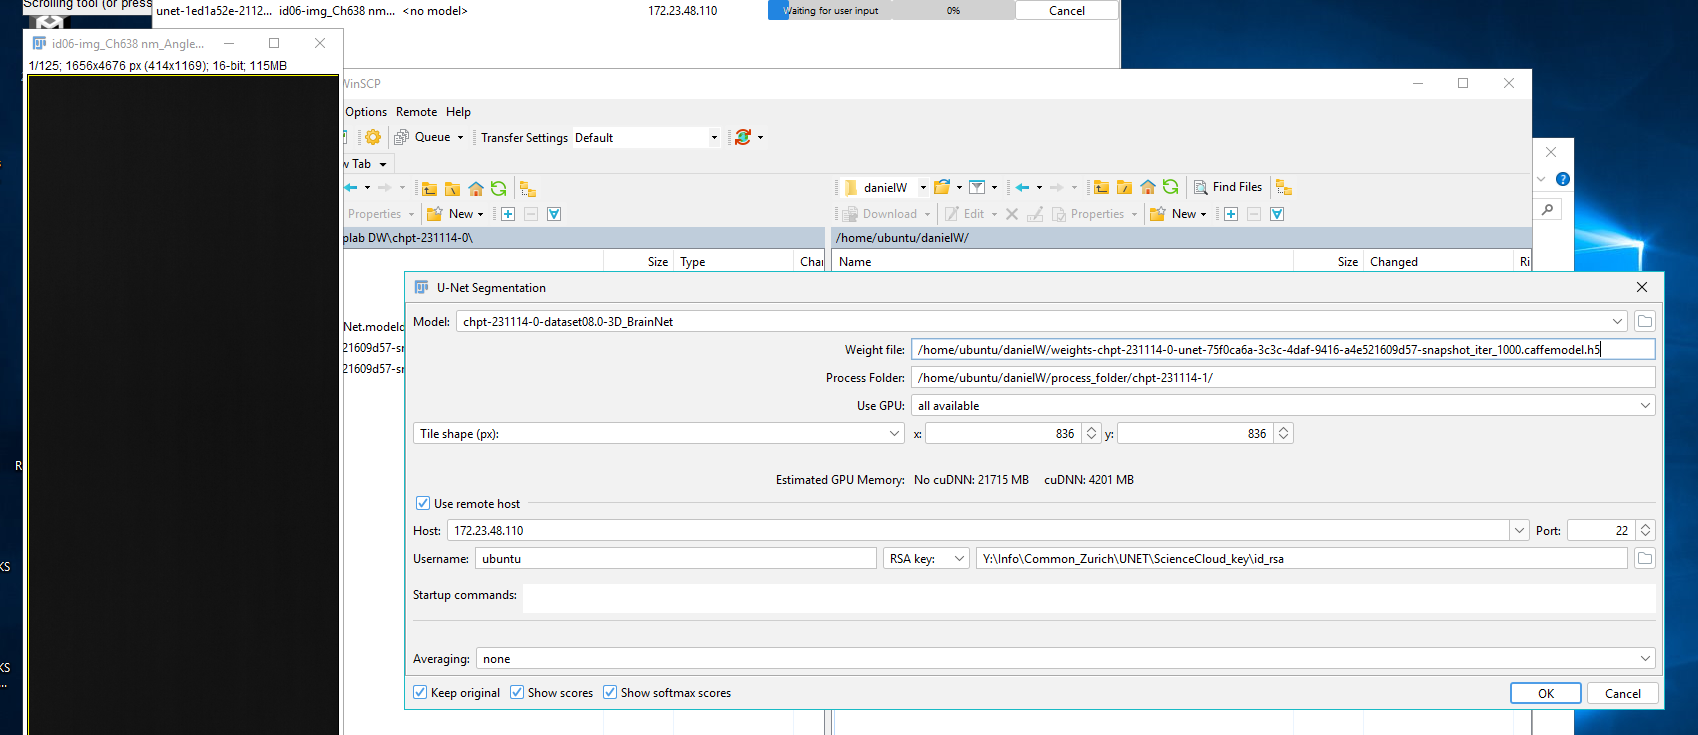 Scrolling tool (or press
unet-1ed1a52e-2112... id06-img_Ch638 nm... <no model> 172.23.48.110 Waiting for user input 0% Cancel
id06-img_Ch638 nm_Angle...
1/125; 1656x4676 px (414x1169); 16-bit; 115MB
WinSCP
Options Remote Help
Queue Transfer Settings Default
w Tab
danielW Find Files
Properties New Download Edit Properties New
plab DW\chpt-231114-0\ /home/ubuntu/danielW/
Size Type Chai Name Size Changed Ri
U-Net Segmentation
Model: chpt-231114-0-dataset08.0-3D_BrainNet
Net.modeld
Weight file: /home/ubuntu/danielW/weights-chpt-231114-0-unet-75f0ca6a-3c3c-4daf-9416-a4e521609d57-snapshot_iter_1000.caffemodel.h5
21609d57-sr
21609d57-sr
Process Folder: /home/ubuntu/danielW/process_folder/chpt-231114-1/
Use GPU: all available
Tile shape (px): x: 836 y: 836
R
Estimated GPU Memory: No cuDNN: 21715 MB cuDNN: 4201 MB
Use remote host
Host: 172.23.48.110 Port: 22
Username: ubuntu RSA key: Y:\Info\Common_Zurich\UNET\ScienceCloud_key\id_rsa
KS
Startup commands:
Averaging: none
KS
...
Keep original Show scores Show softmax scores OK Cancel